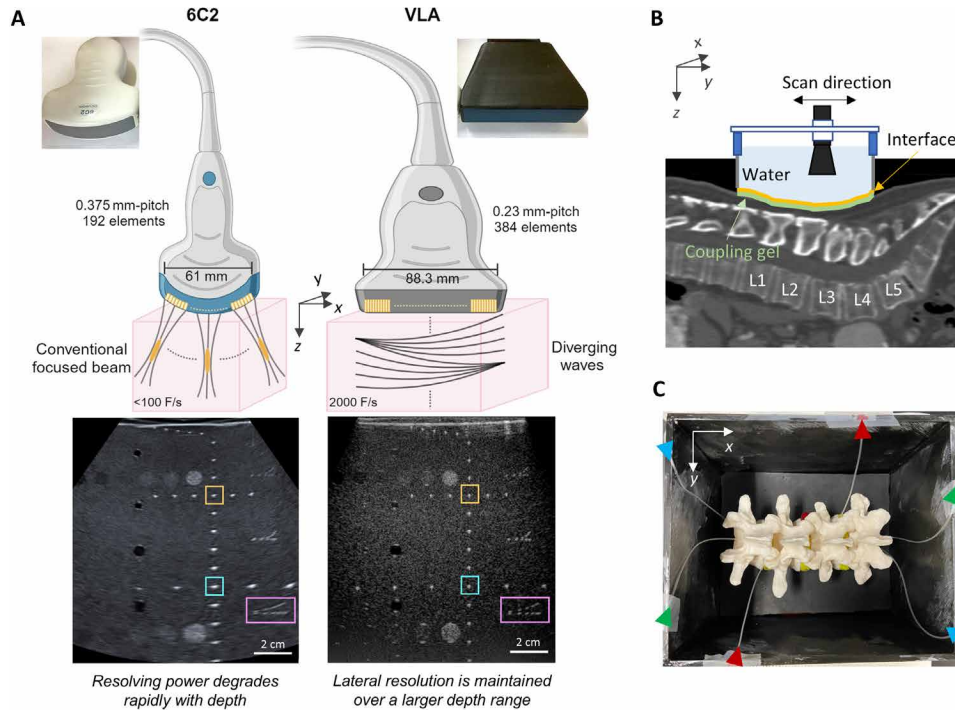 A
6C2
VLA
6C2
0.375 mm-pitch
192 elements
0.23 mm-pitch
384 elements
61 mm
88.3 mm
y
x
z
Conventional
focused beam
Diverging
waves
<100 F/s
2000 F/s
2 cm
2 cm
Resolving power degrades
rapidly with depth
Lateral resolution is maintained
over a larger depth range
B
x
y
z
Scan direction
Interface
Water
Coupling gel
L1
L2
L3
L4
L5
C
x
y